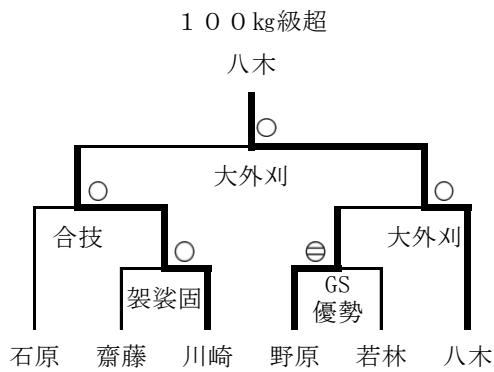 １００㎏級超
八木
○
大外刈
○ ○
合技 大外刈
○ ⊜
袈裟固 GS
優勢
石原 齋藤 川崎 野原 若林 八木